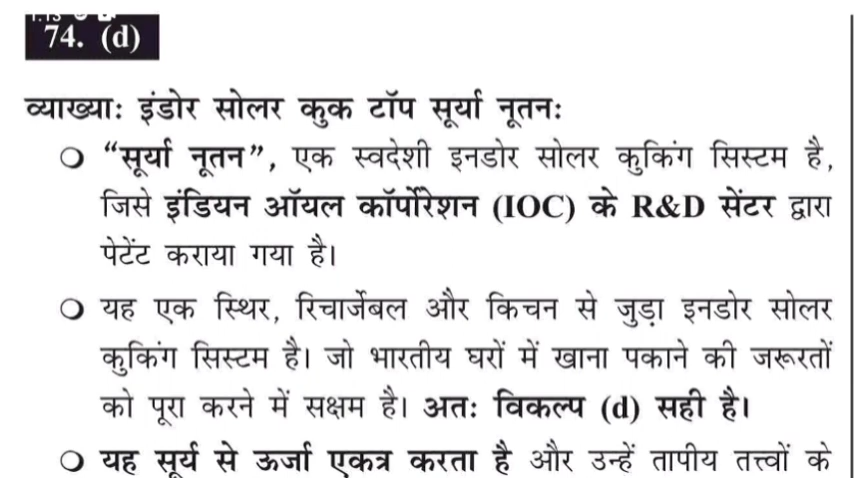 74. (d)
व्याख्याः इंडोर सोलर कुक टॉप सूर्या नूतनः
“सूर्या नूतन”, एक स्वदेशी इनडोर सोलर कुकिंग सिस्टम है,
जिसे इंडियन ऑयल कॉर्पोरेशन (IOC) के R&D सेंटर द्वारा
पेटेंट कराया गया है।
यह एक स्थिर, रिचार्जेबल और किचन से जुड़ा इनडोर सोलर
कुकिंग सिस्टम है। जो भारतीय घरों में खाना पकाने की जरूरतों
को पूरा करने में सक्षम है। अतः विकल्प (d) सही है।
यह सूर्य से ऊर्जा एकत्र करता है और उन्हें तापीय तत्त्वों के